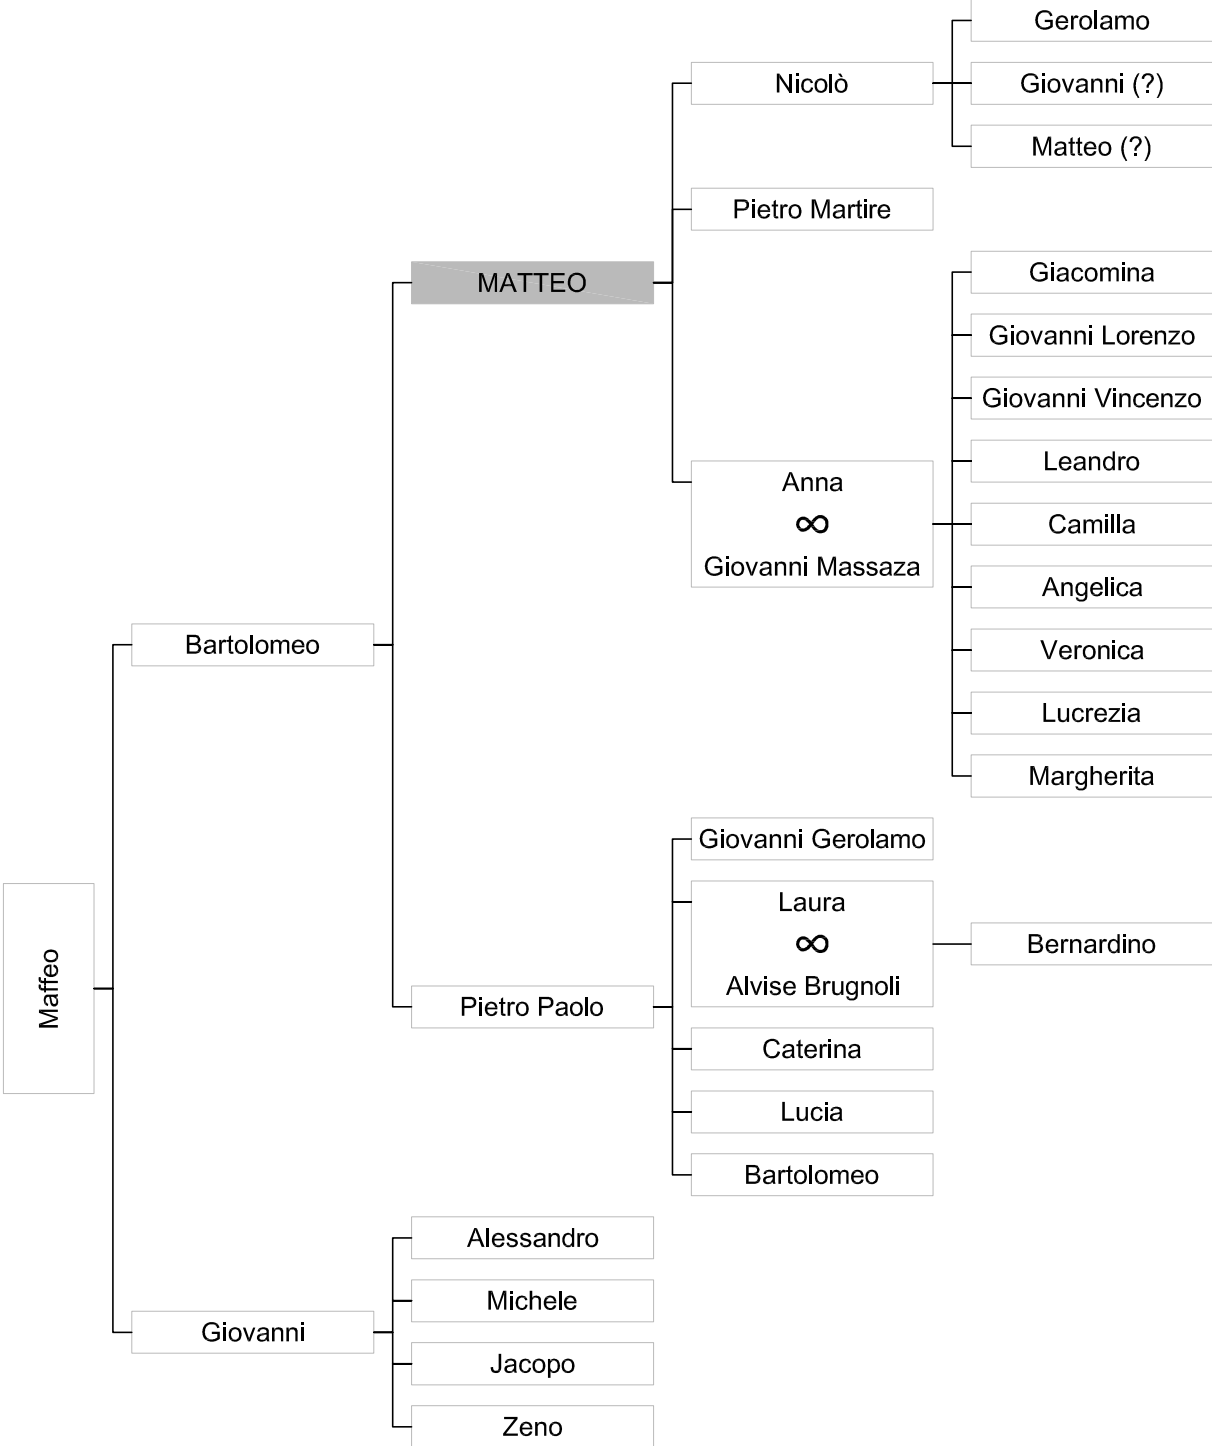 Gerolamo
Nicolò
Giovanni (?)
Matteo (?)
Pietro Martire
MATTEO
Giacomina
Giovanni Lorenzo
Giovanni Vincenzo
Leandro
Anna
∞
Giovanni Massaza
Camilla
Angelica
Bartolomeo
Veronica
Lucrezia
Margherita
Giovanni Gerolamo
Laura
∞
Alvise Brugnoli
Bernardino
Maffeo
Pietro Paolo
Caterina
Lucia
Bartolomeo
Alessandro
Michele
Giovanni
Jacopo
Zeno